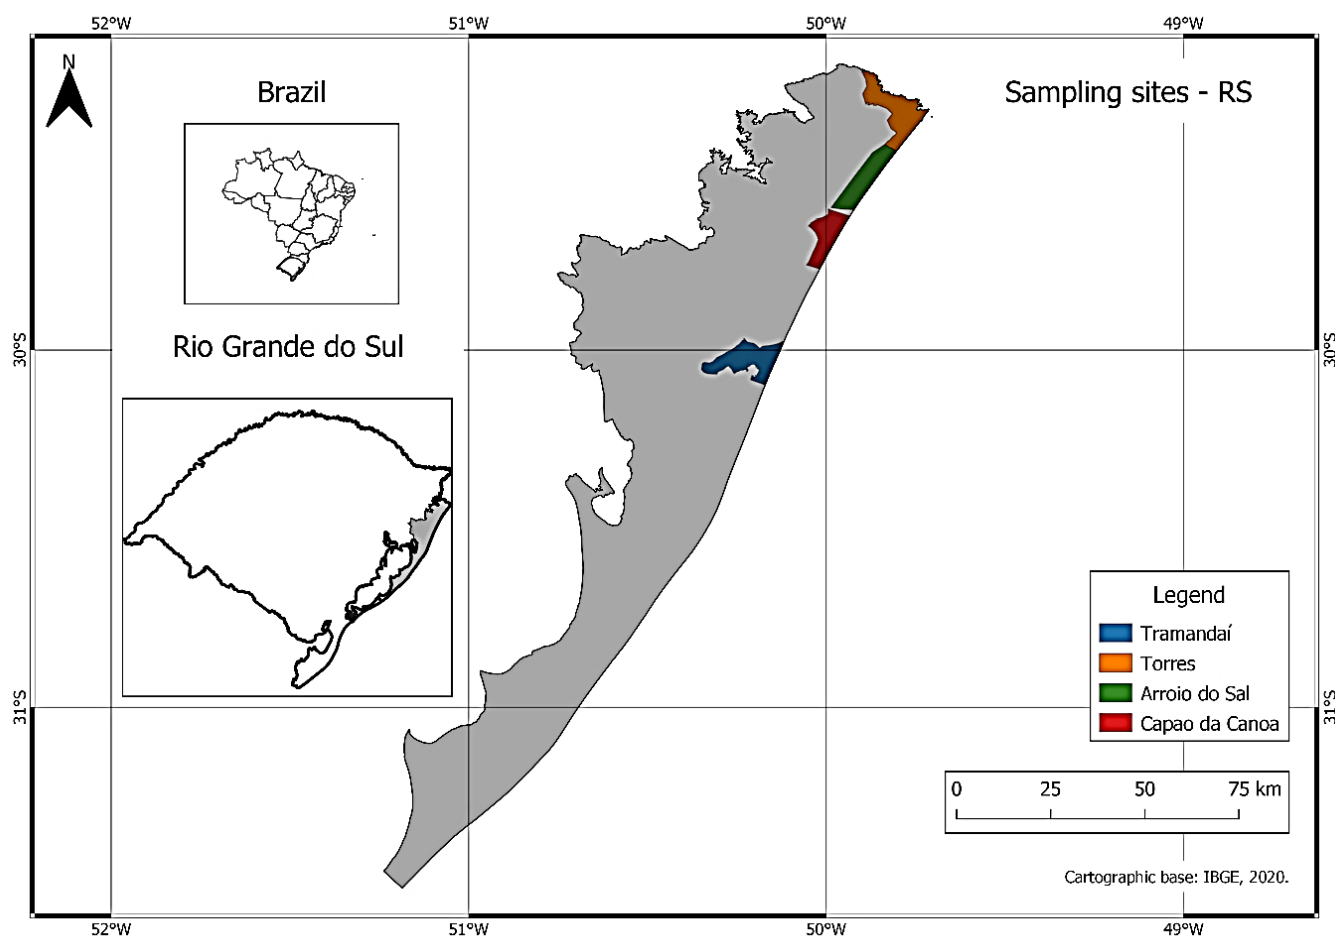 52°W 51°W 50°W 49°W
N
Brazil
Sampling sites - RS
Rio Grande do Sul
30°S 30°S
Legend
Tramandaí
Torres
Arroio do Sal
Capao da Canoa
31°S 31°S
0 25 50 75 km
Cartographic base: IBGE, 2020.
52°W 51°W 50°W 49°W